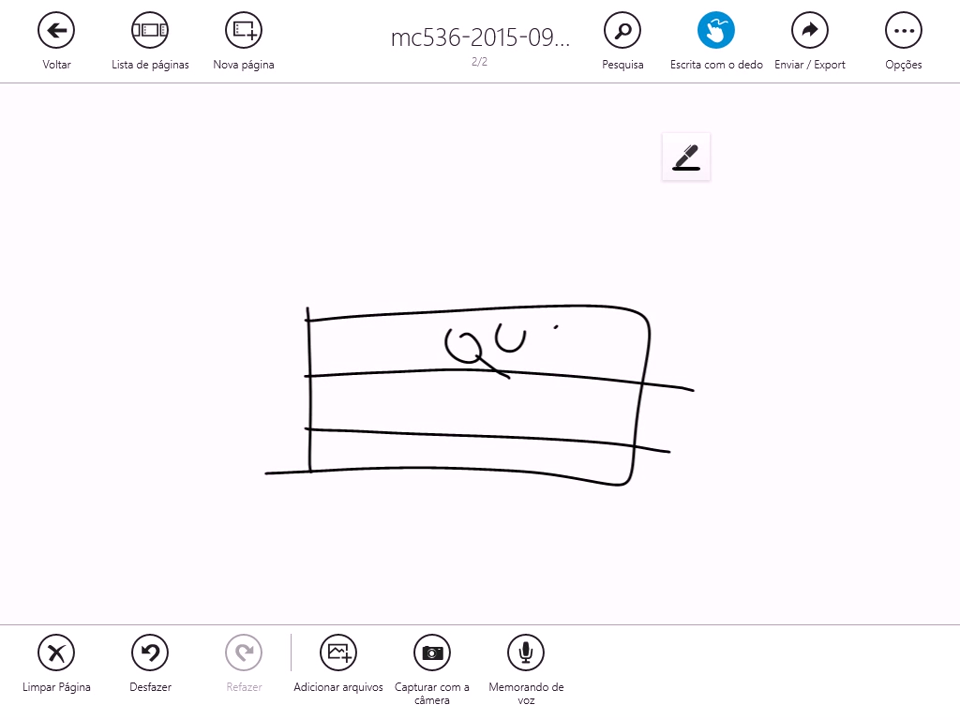 Voltar
Lista de páginas
Nova página
mc536-2015-09...
2/2
Pesquisa
Escrita com o dedo
Enviar / Export
Opções
QU
Limpar Página
Desfazer
Refazer
Adicionar arquivos
Capturar com a
câmera
Memorando de
voz